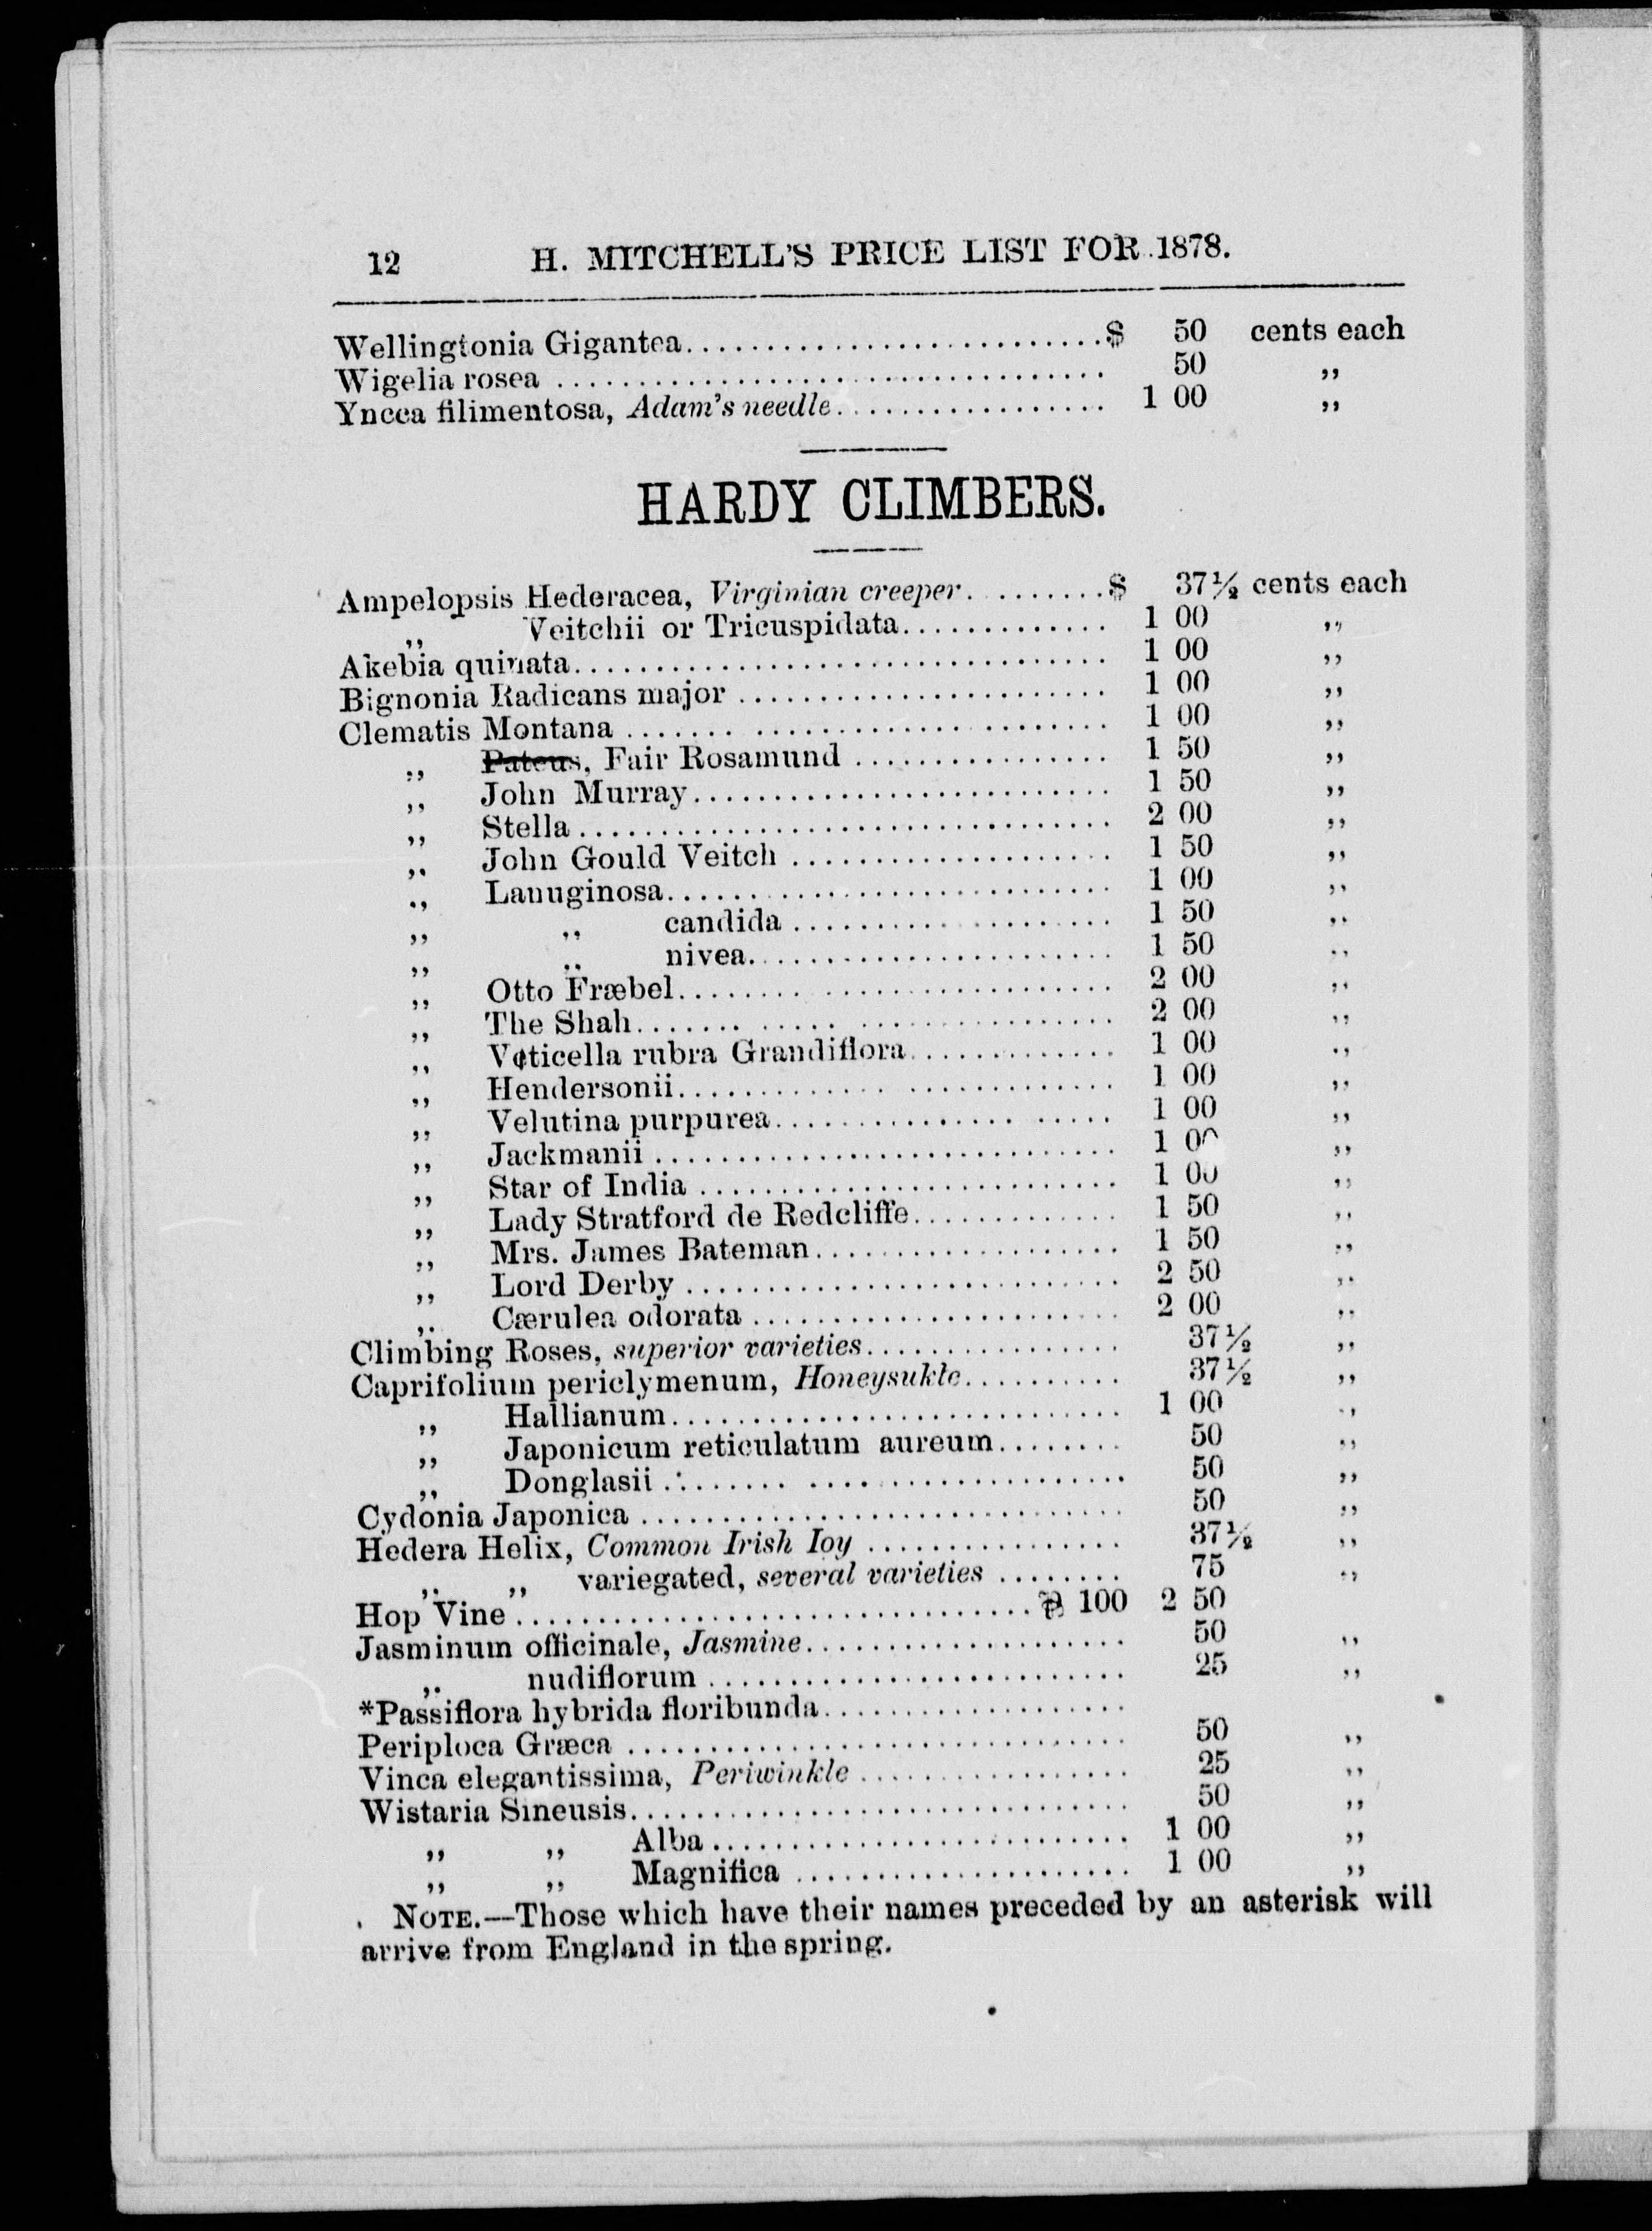 12 H. MITCHELL'S PRICE LIST FOR 1878.
Wellingtonia Gigantea..........................$ 50 cents each
Wigelia rosea .................................. 50 ,,
Yncca filimentosa, Adam's needle................. 1 00 ,,
HARDY CLIMBERS.
Ampelopsis Hederacea, Virginian creeper.........$ 37½ cents each
,, Veitchii or Tricuspidata............. 1 00 ,,
Akebia quinata................................. 1 00 ,,
Bignonia Radicans major ....................... 1 00 ,,
Clematis Montana .............................. 1 00 ,,
,, Pateus, Fair Rosamund ................ 1 50 ,,
,, John Murray.......................... 1 50 ,,
,, Stella................................. 2 00 ,,
,, John Gould Veitch .................... 1 50 ,,
,, Lauuginosa............................ 1 00 ,,
,, ,, candida .................... 1 50 ,,
,, ,, nivea....................... 1 50 ,,
,, Otto Fræbel........................... 2 00 ,,
,, The Shah.............................. 2 00 ,,
,, Veticella rubra Grandiflora............. 1 00 ,,
,, Hendersonii........................... 1 00 ,,
,, Velutina purpurea..................... 1 00 ,,
,, Jackmanii ............................. 1 00 ,,
,, Star of India .......................... 1 00 ,,
,, Lady Stratford de Redcliffe............. 1 50 ,,
,, Mrs. James Bateman................... 1 50 ,,
,, Lord Derby ........................... 2 50 ,,
,, Cærulea odorata ....................... 2 00 ,,
Climbing Roses, superior varieties................ 37½ ,,
Caprifolium periclymenum, Honeysukle.......... 37½ ,,
,, Hallianum............................ 1 00 ,,
,, Japonicum reticulatum aureum........ 50 ,,
,, Donglasii ............................. 50 ,,
Cydonia Japonica .............................. 50 ,,
Hedera Helix, Common Irish Ioy ................ 37½ ,,
,, ,, variegated, several varieties ........ 75 ,,
Hop Vine................................℔ 100 2 50
Jasminum officinale, Jasmine.................... 50 ,,
,, nudiflorum .......................... 25 ,,
*Passiflora hybrida floribunda...................
Periploca Græca ............................... 50 ,,
Vinca elegantissima, Periwinkle ................. 25 ,,
Wistaria Sineusis............................... 50 ,,
,, ,, Alba .......................... 1 00 ,,
,, ,, Magnifica ..................... 1 00 ,,
NOTE.—Those which have their names preceded by an asterisk will
arrive from England in the spring.